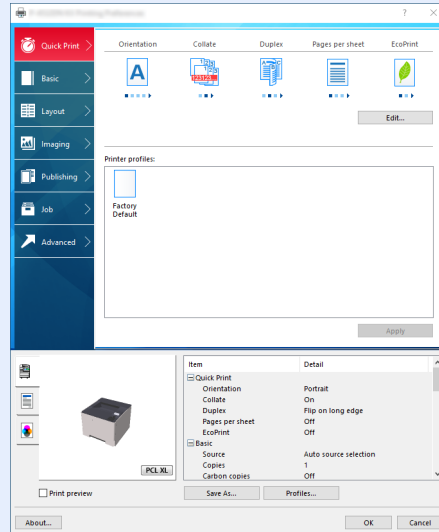 Quick Print
Orientation Collate Duplex Pages per sheet EcoPrint
A
123123...
Basic
Layout
Edit...
Imaging
Printer profiles:
Publishing
Factory
Default
Job
Advanced
Apply
Item Detail
Quick Print
Orientation Portrait
Collate On
Duplex Flip on long edge
Pages per sheet Off
EcoPrint Off
Basic
Source Auto source selection
Copies 1
Carbon copies Off
PCL XL
Print preview
Save As... Profiles...
About... OK Cancel